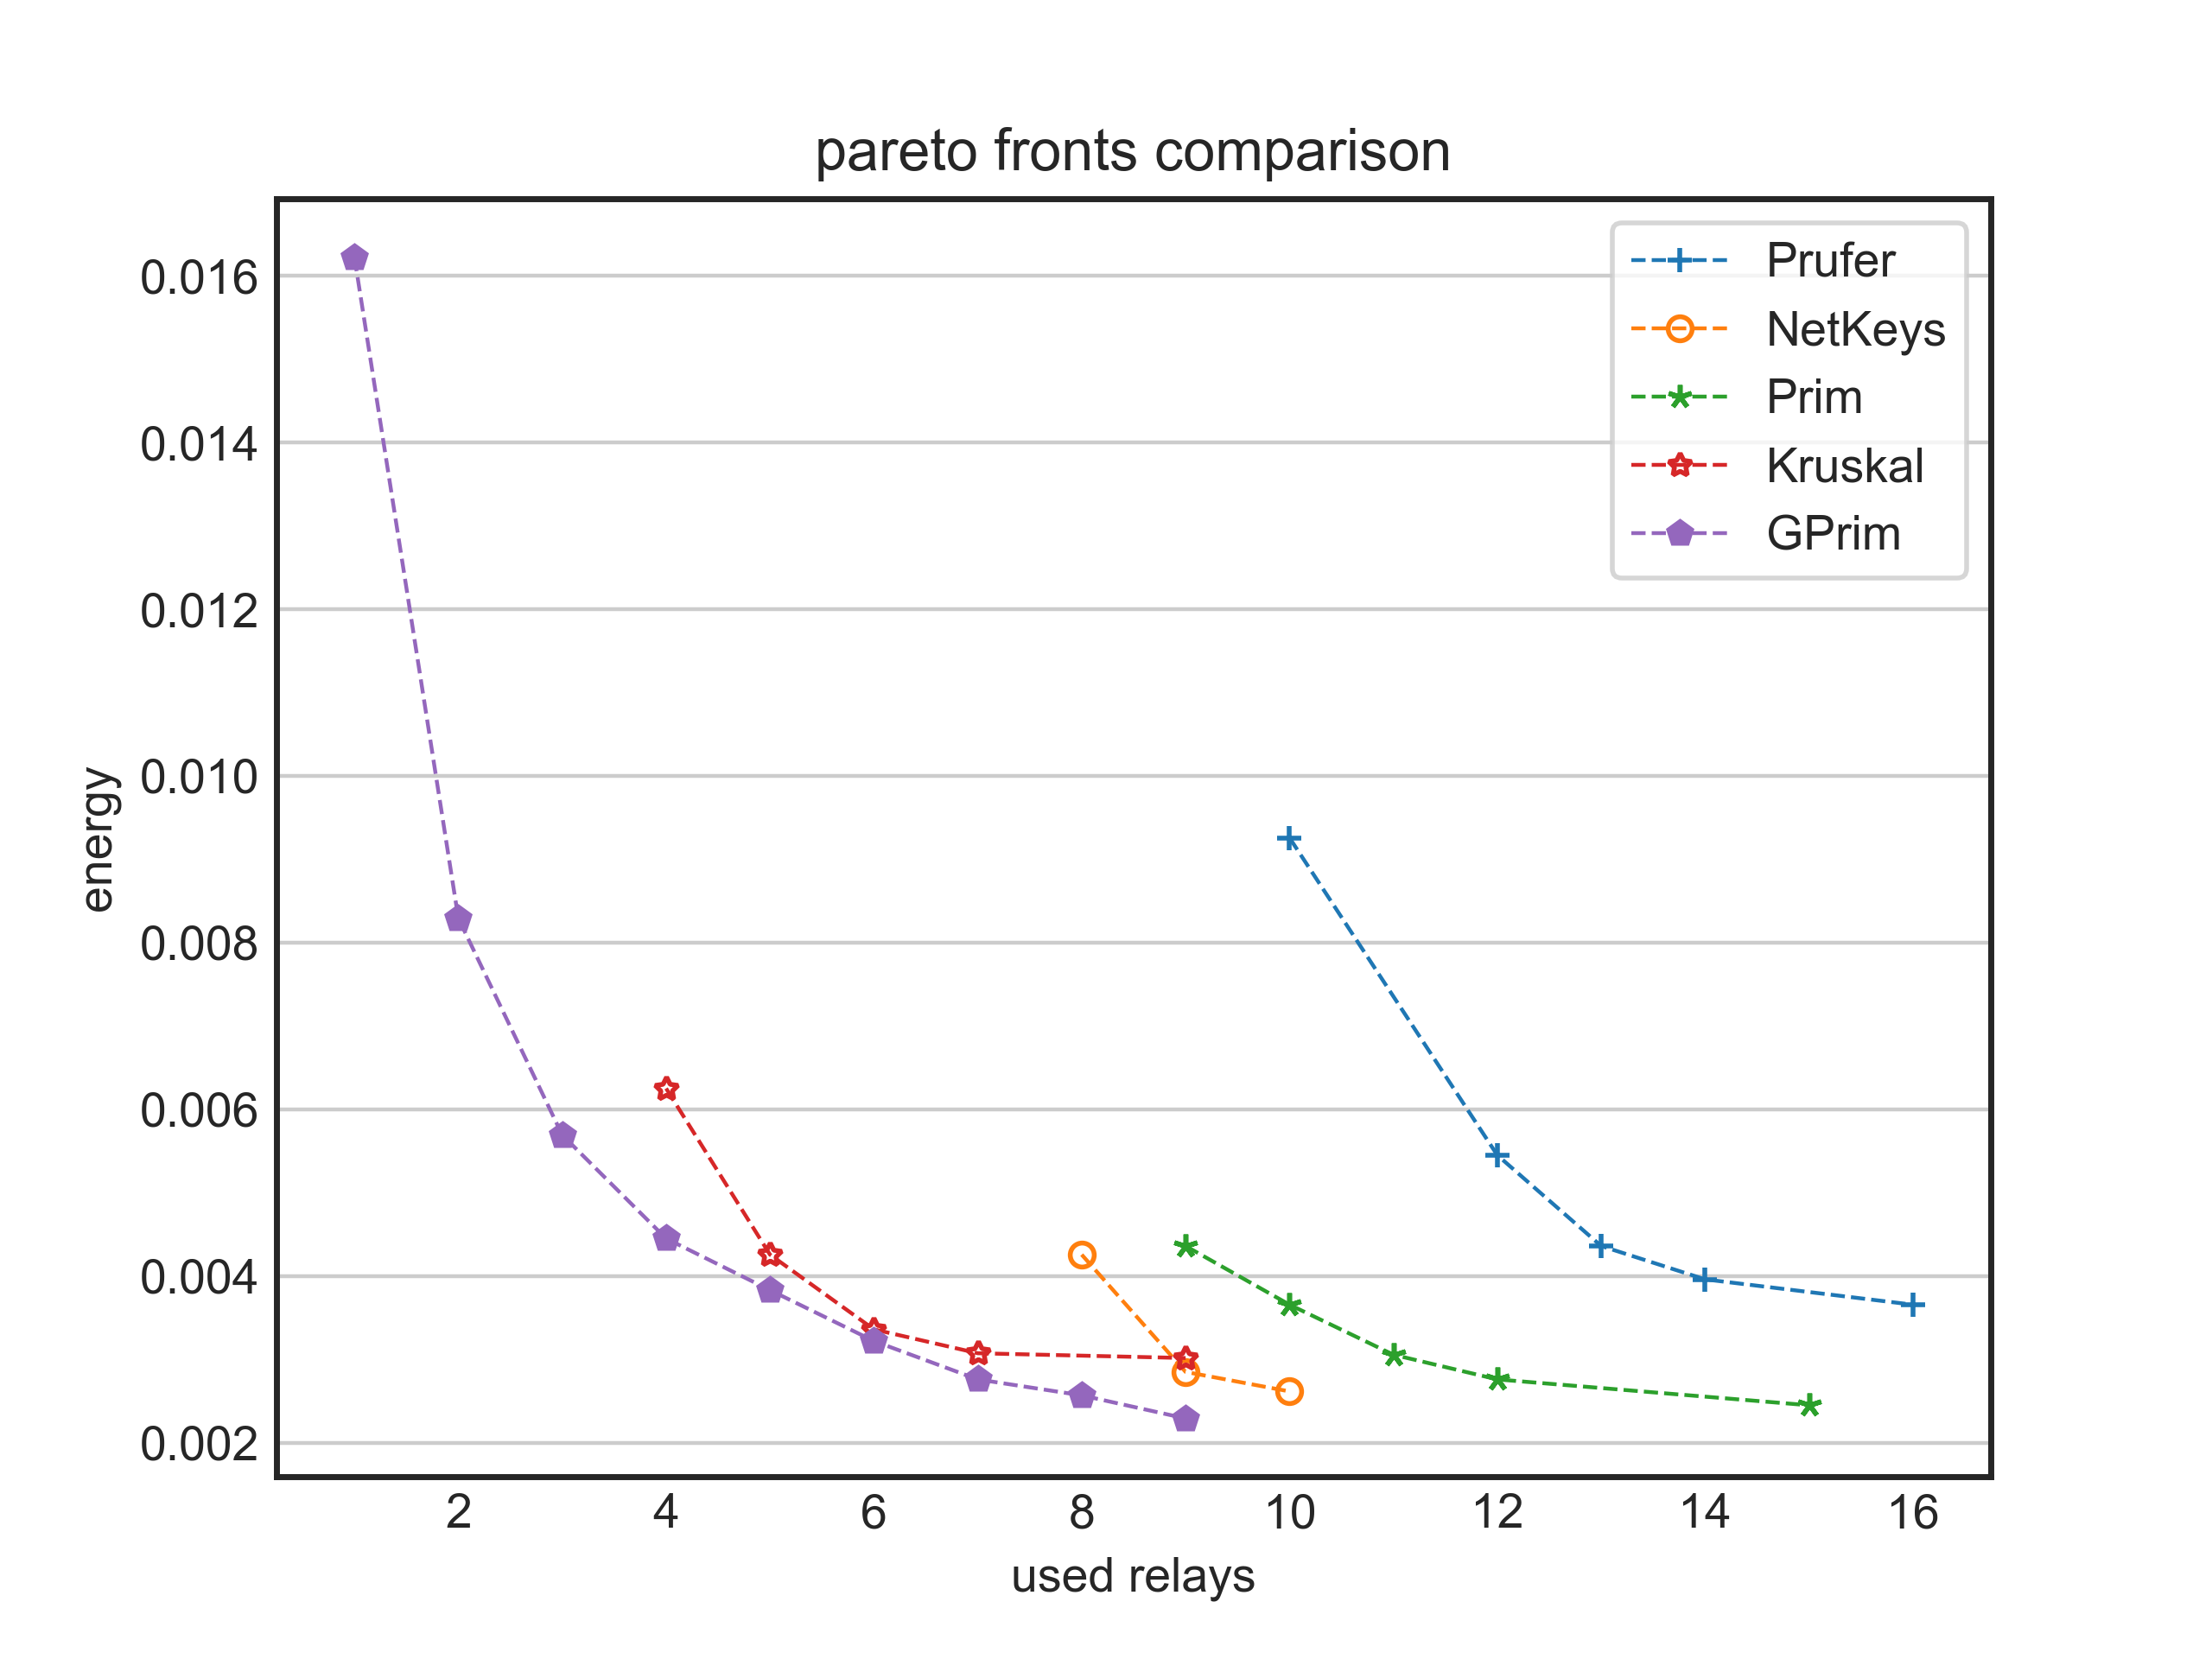 pareto fronts comparison
Prufer
NetKeys
Prim
Kruskal
GPrim
0.016
0.014
0.012
0.010
0.008
0.006
0.004
0.002
energy
2 4 6 8 10 12 14 16
used relays